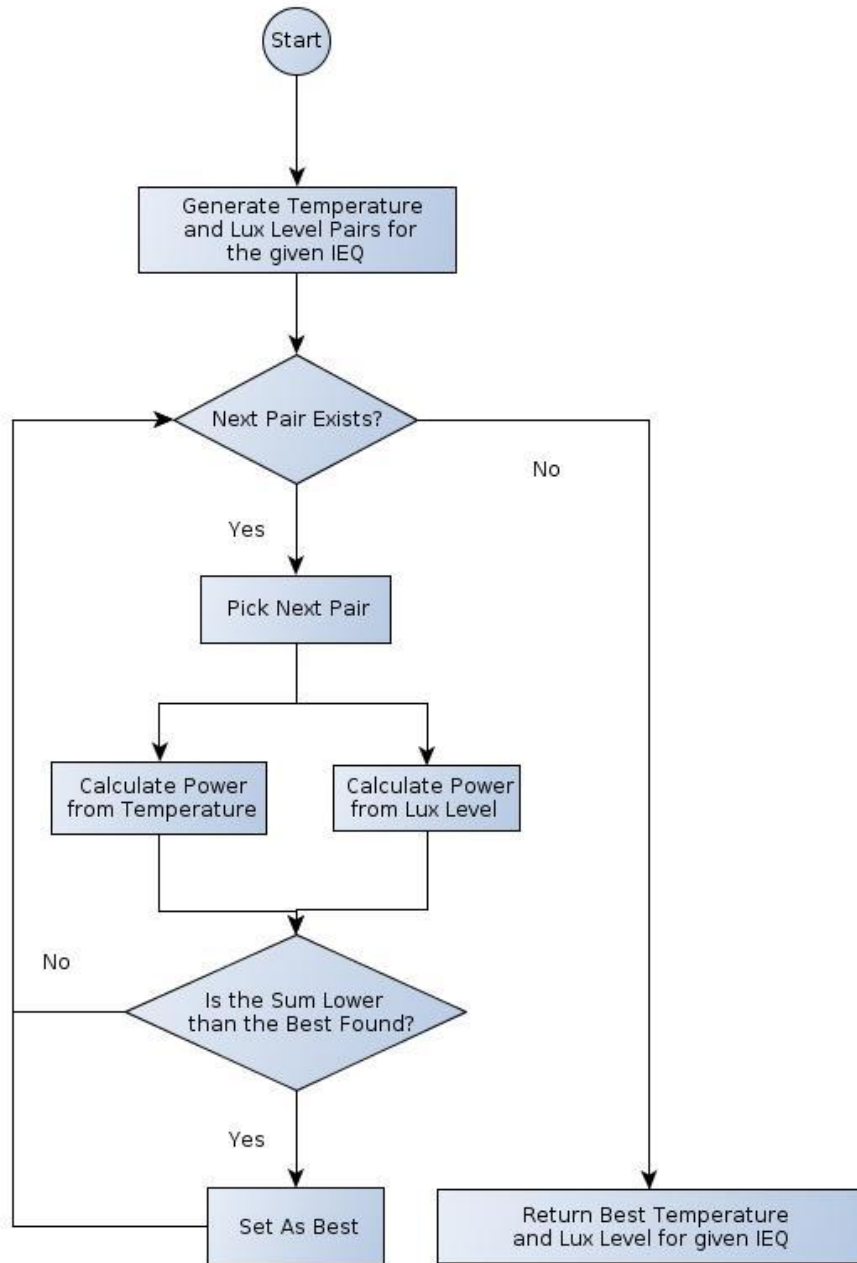 Start
Generate Temperature
and Lux Level Pairs for
the given IEQ
Next Pair Exists?
No
Yes
Pick Next Pair
Calculate Power
from Temperature
Calculate Power
from Lux Level
No
Is the Sum Lower
than the Best Found?
Yes
Set As Best
Return Best Temperature
and Lux Level for given IEQ